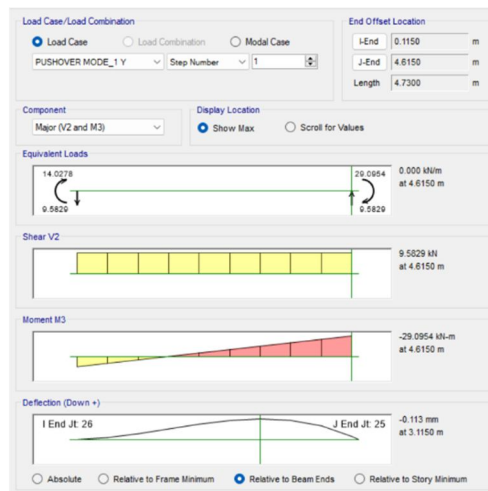 Load Case/Load Combination
Load Case Load Combination Modal Case
PUSHOVER MODE_1 Y Step Number 1
End Offset Location
I-End 0.1150 m
J-End 4.6150 m
Length 4.7300 m
Component
Major (V2 and M3)
Display Location
Show Max Scroll for Values
Equivalent Loads
14.0278 29.0954
9.5829 9.5829
0.000 kN/m
at 4.6150 m
Shear V2
9.5829 kN
at 4.6150 m
Moment M3
-29.0954 kN-m
at 4.6150 m
Deflection (Down +)
I End Jt: 26 J End Jt: 25
-0.113 mm
at 3.1150 m
Absolute Relative to Frame Minimum Relative to Beam Ends Relative to Story Minimum